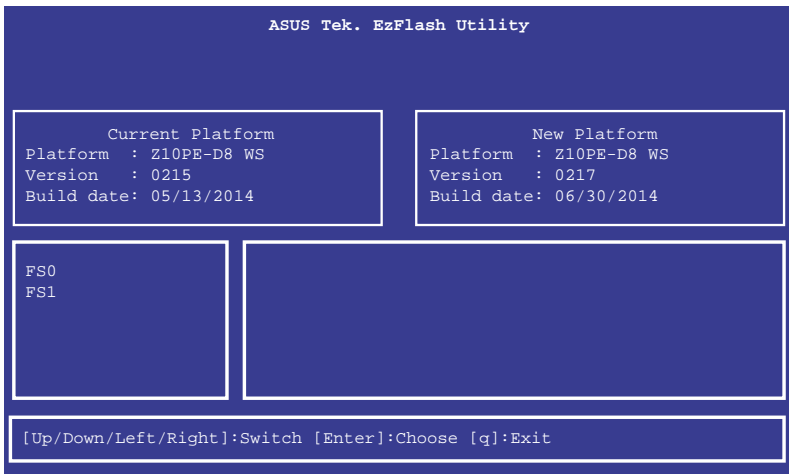 ASUS Tek. EzFlash Utility
Current Platform
Platform : Z10PE-D8 WS
Version : 0215
Build date: 05/13/2014
New Platform
Platform : Z10PE-D8 WS
Version : 0217
Build date: 06/30/2014
FS0
FS1
[Up/Down/Left/Right]:Switch [Enter]:Choose [q]:Exit